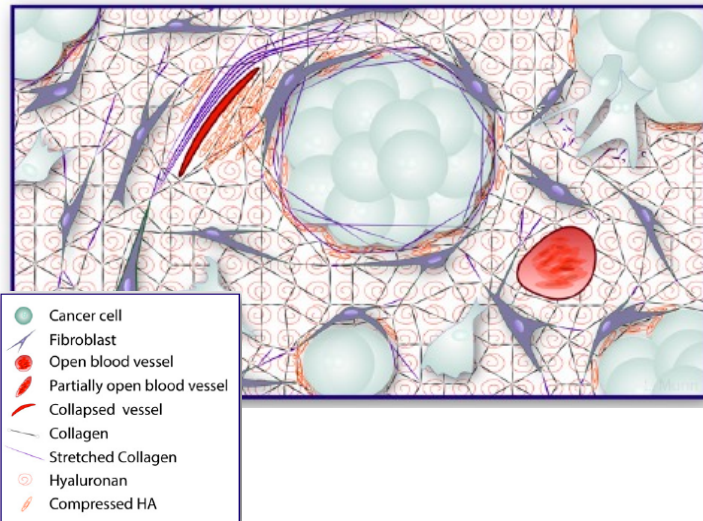 Cancer cell
Fibroblast
Open blood vessel
Partially open blood vessel
Collapsed vessel
Collagen
Stretched Collagen
Hyaluronan
Compressed HA